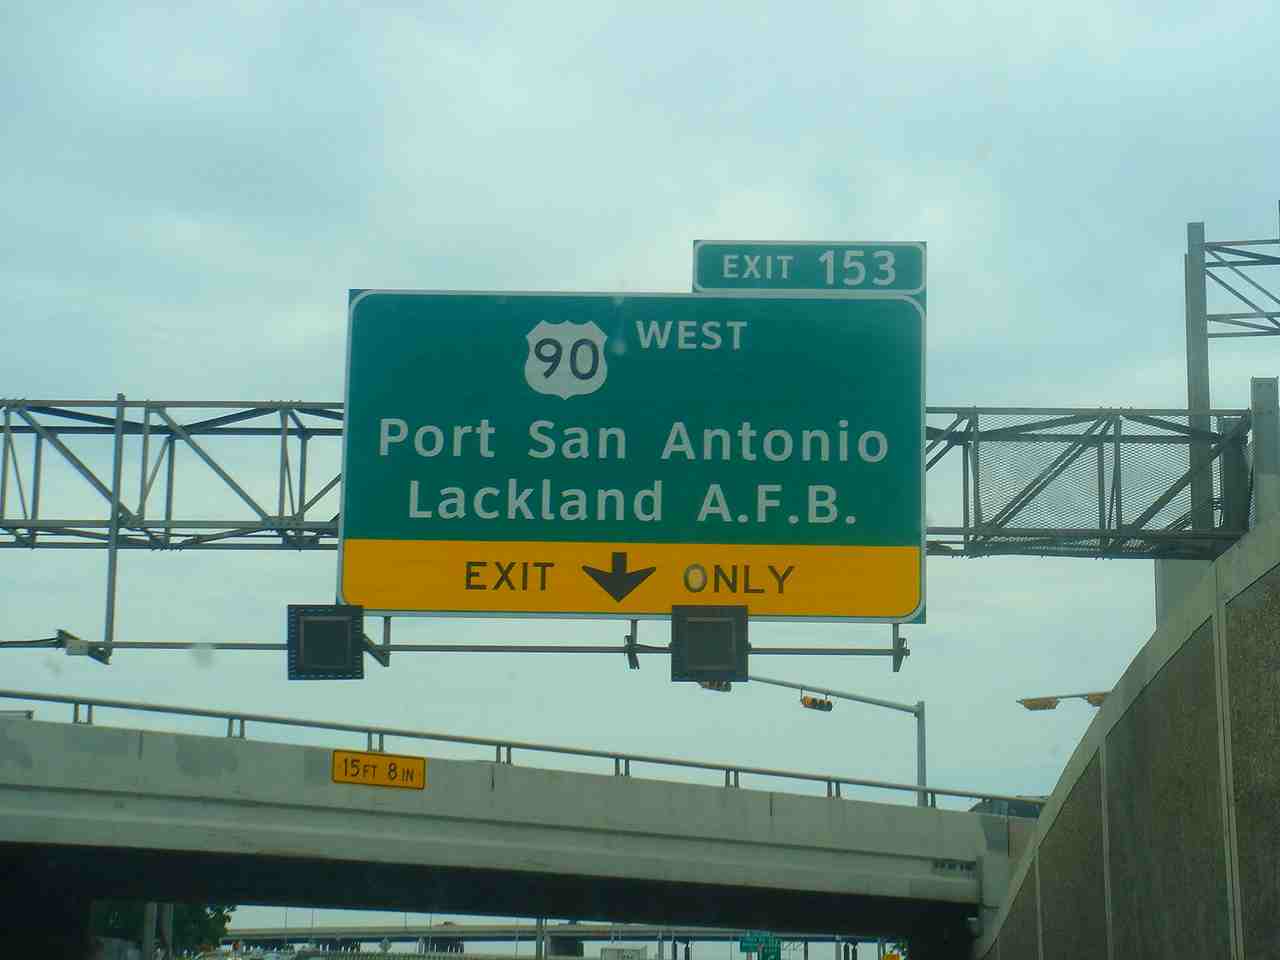 EXIT 153
90 WEST
Port San Antonio
Lackland A.F.B.
EXIT ONLY
15 FT 8 IN